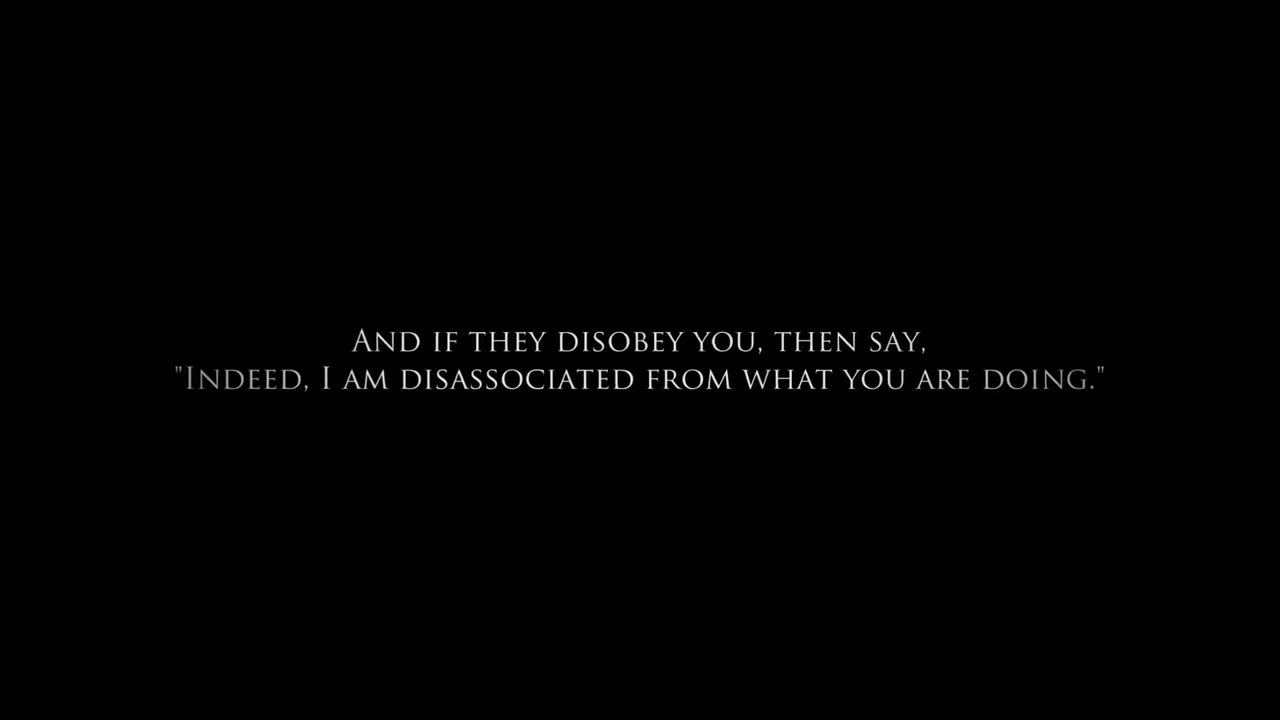 And if they disobey you, then say,
"Indeed, I am disassociated from what you are doing."